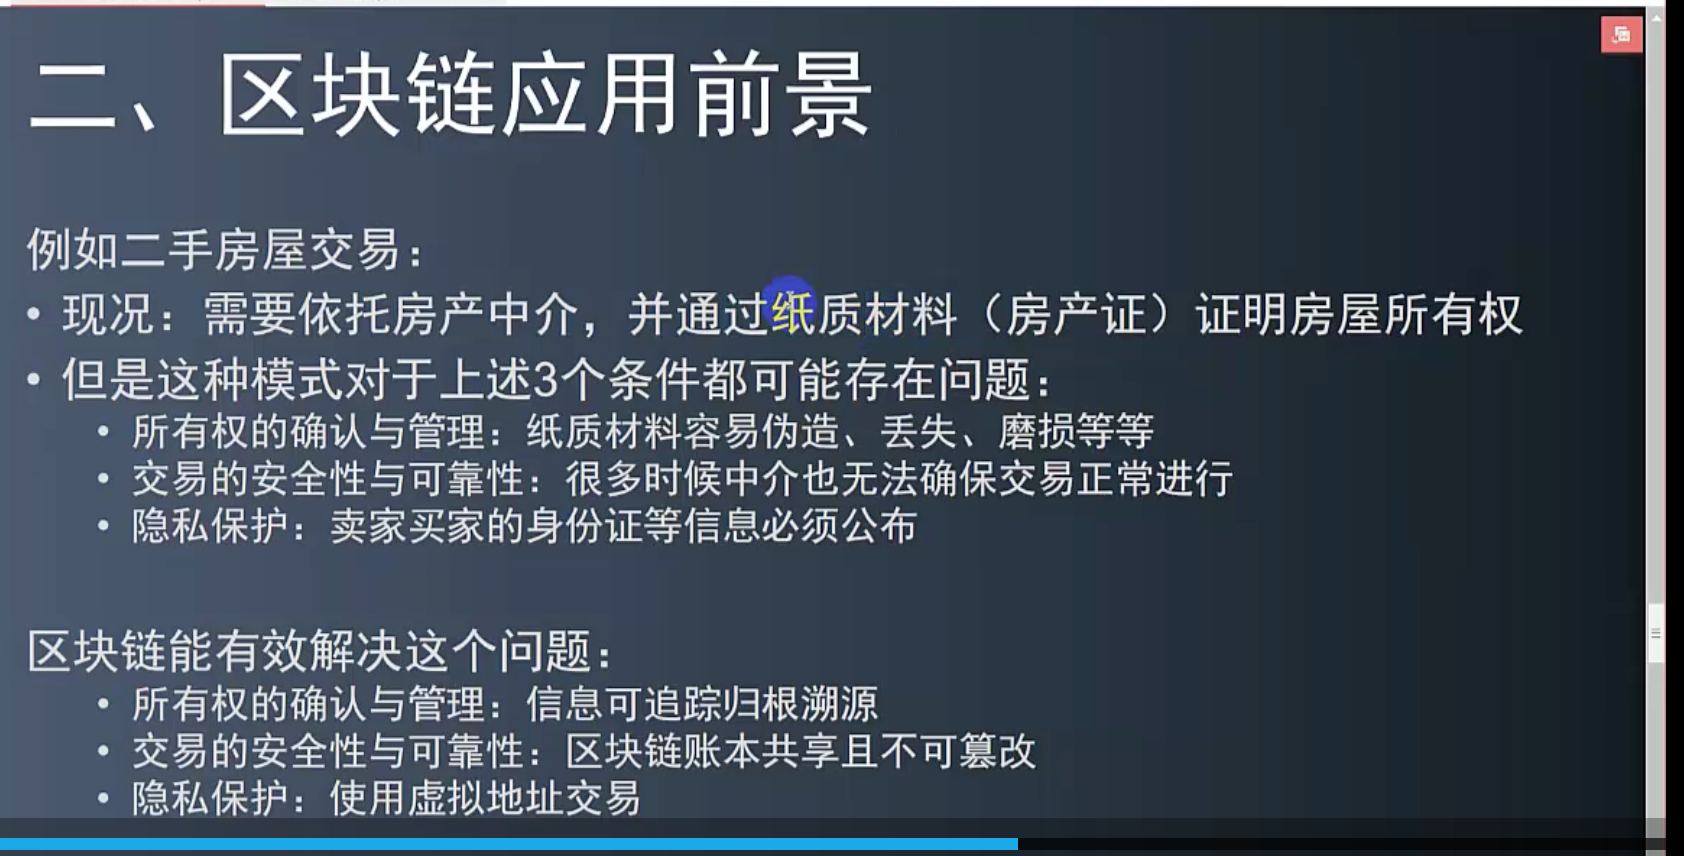 二、区块链应用前景
例如二手房屋交易：
• 现况：需要依托房产中介，并通过纸质材料（房产证）证明房屋所有权
• 但是这种模式对于上述3个条件都可能存在问题：
• 所有权的确认与管理：纸质材料容易伪造、丢失、磨损等等
• 交易的安全性与可靠性：很多时候中介也无法确保交易正常进行
• 隐私保护：卖家买家的身份证等信息必须公布
区块链能有效解决这个问题：
• 所有权的确认与管理：信息可追踪归根溯源
• 交易的安全性与可靠性：区块链账本共享且不可篡改
• 隐私保护：使用虚拟地址交易